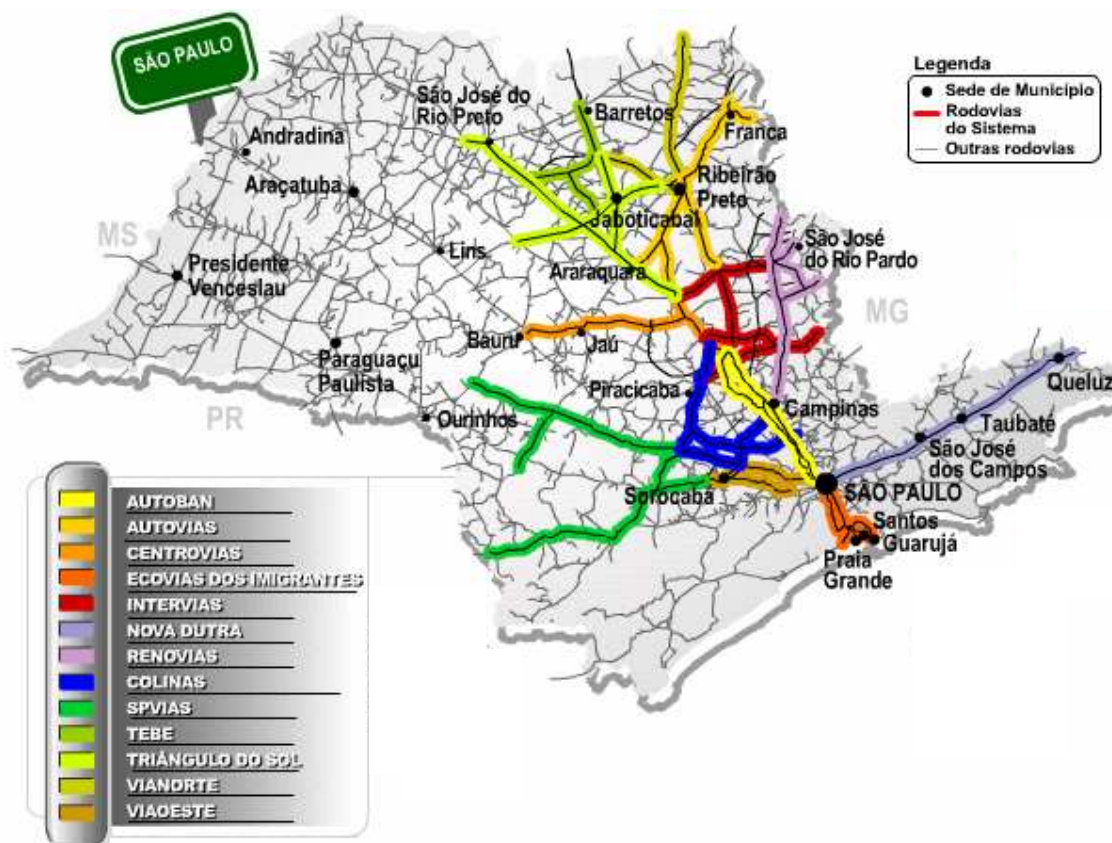 SÃO PAULO
Legenda
Sede de Município
Rodovias
do Sistema
Outras rodovias
São José do
Rio Preto
Barretos
Franca
Andradina
Araçatuba
Ribeirão
Preto
Jaboticabal
MS
Lins
São José
do Rio Pardo
Presidente
Venceslau
Araraquara
MG
Bauru
Jaú
Paraguaçu
Paulista
Piracicaba
Queluz
Campinas
PR
Ourinhos
Taubaté
São José
dos Campos
Sorocaba
SÃO PAULO
Santos
Guarujá
Praia
Grande
AUTOBAN
AUTOVIAS
CENTROVIAS
ECOVIAS DOS IMIGRANTES
INTERVIAS
NOVA DUTRA
RENOVIAS
COLINAS
SPVIAS
TEBE
TRIÂNGULO DO SOL
VIANORTE
VIAOESTE